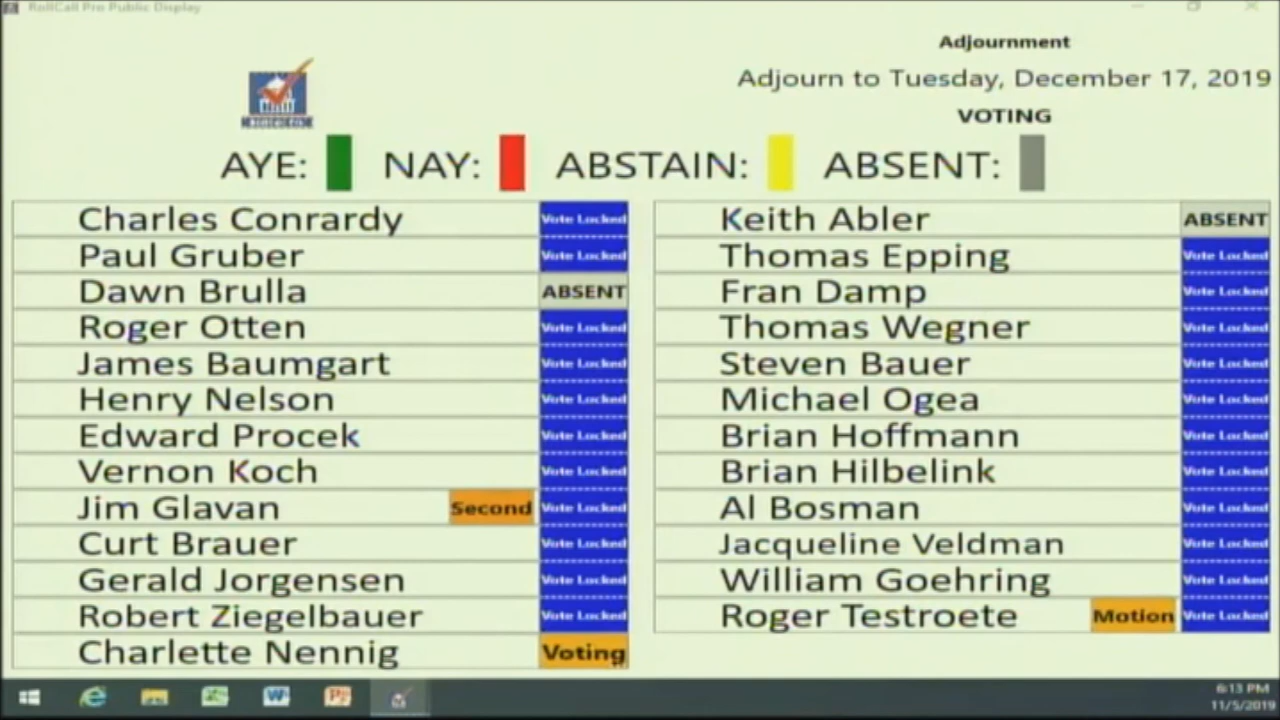 RollCall Pro Public Display
Adjournment
Adjourn to Tuesday, December 17, 2019
VOTING
AYE: NAY: ABSTAIN: ABSENT:
Charles Conrardy Vote Locked
Paul Gruber Vote Locked
Dawn Brulla ABSENT
Roger Otten Vote Locked
James Baumgart Vote Locked
Henry Nelson Vote Locked
Edward Procek Vote Locked
Vernon Koch Vote Locked
Jim Glavan Second Vote Locked
Curt Brauer Vote Locked
Gerald Jorgensen Vote Locked
Robert Ziegelbauer Vote Locked
Charlette Nennig Voting
Keith Abler ABSENT
Thomas Epping Vote Locked
Fran Damp Vote Locked
Thomas Wegner Vote Locked
Steven Bauer Vote Locked
Michael Ogea Vote Locked
Brian Hoffmann Vote Locked
Brian Hilbelink Vote Locked
Al Bosman Vote Locked
Jacqueline Veldman Vote Locked
William Goehring Vote Locked
Roger Testroete Motion Vote Locked
6:13 PM
11/5/2019